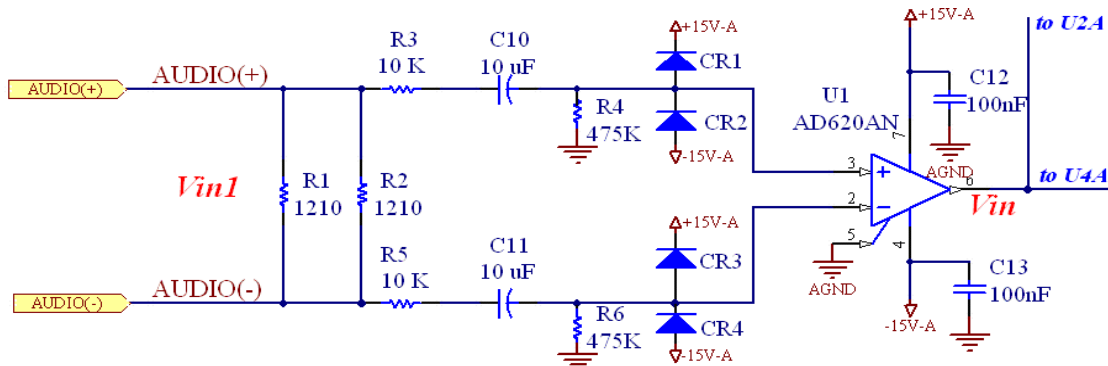 +15V-A
to U2A
R3
10 K
C10
10 uF
+15V-A
AUDIO(+)
AUDIO(+)
CR1
C12
100nF
U1
AD620AN
R4
475K
CR2
-15V-A
7
AGND
3
+
to U4A
Vin1
R1
1210
R2
1210
2
-
6
Vin
+15V-A
5
4
R5
10 K
C11
10 uF
CR3
AGND
C13
100nF
AUDIO(-)
AUDIO(-)
R6
475K
CR4
-15V-A
-15V-A